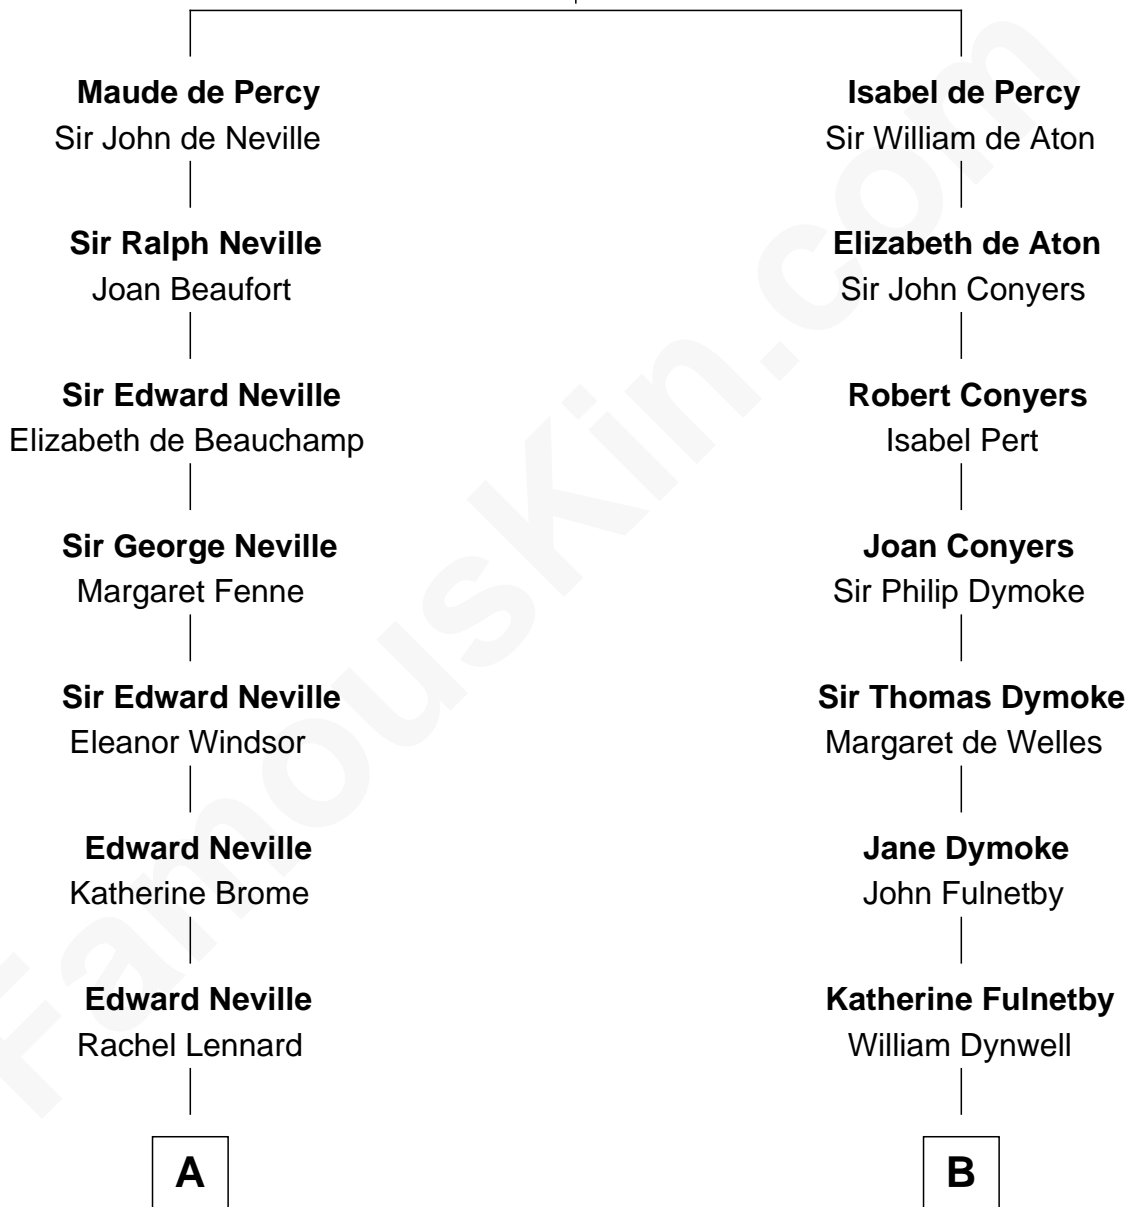 Maude de Percy
Sir John de Neville
Sir Ralph Neville
Joan Beaufort
Sir Edward Neville
Elizabeth de Beauchamp
Sir George Neville
Margaret Fenne
Sir Edward Neville
Eleanor Windsor
Edward Neville
Katherine Brome
Edward Neville
Rachel Lennard
A
Isabel de Percy
Sir William de Aton
Elizabeth de Aton
Sir John Conyers
Robert Conyers
Isabel Pert
Joan Conyers
Sir Philip Dymoke
Sir Thomas Dymoke
Margaret de Welles
Jane Dymoke
John Fulnetby
Katherine Fulnetby
William Dynwell
B
FamousKin.com